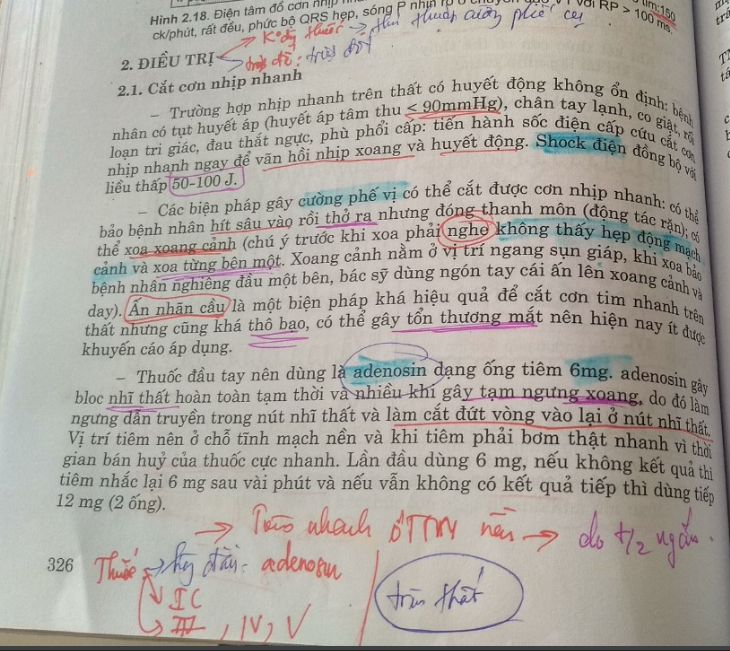 Hình 2.18. Điện tâm đồ cơn nhịp
ck/phút, rất đều, phức bộ QRS hẹp, sóng P nhìn rõ ở RP > 100 ms.
tim:150
2. ĐIỀU TRỊ
2.1. Cắt cơn nhịp nhanh
– Trường hợp nhịp nhanh trên thất có huyết động không ổn định: bệnh
nhân có tụt huyết áp (huyết áp tâm thu < 90mmHg), chân tay lạnh, co giật, rối
loạn tri giác, đau thắt ngực, phù phổi cấp: tiến hành sốc điện cấp cứu cắt cơn
nhịp nhanh ngay để vãn hồi nhịp xoang và huyết động. Shock điện đồng bộ với
liều thấp 50-100 J.
– Các biện pháp gây cường phế vị có thể cắt được cơn nhịp nhanh: có thể
bảo bệnh nhân hít sâu vào rồi thở ra nhưng đóng thanh môn (động tác rặn); có
thể xoa xoang cảnh (chú ý trước khi xoa phải nghe không thấy hẹp động mạch
cảnh và xoa từng bên một. Xoang cảnh nằm ở vị trí ngang sụn giáp, khi xoa bảo
bệnh nhân nghiêng đầu một bên, bác sỹ dùng ngón tay cái ấn lên xoang cảnh và
day). Ấn nhãn cầu là một biện pháp khá hiệu quả để cắt cơn tim nhanh trên
thất nhưng cũng khá thô bạo, có thể gây tổn thương mắt nên hiện nay ít được
khuyến cáo áp dụng.
– Thuốc đầu tay nên dùng là adenosin dạng ống tiêm 6mg. adenosin gây
bloc nhĩ thất hoàn toàn tạm thời và nhiều khi gây tạm ngưng xoang, do đó làm
ngưng dẫn truyền trong nút nhĩ thất và làm cắt đứt vòng vào lại ở nút nhĩ thất.
Vị trí tiêm nên ở chỗ tĩnh mạch nền và khi tiêm phải bơm thật nhanh vì thời
gian bán huỷ của thuốc cực nhanh. Lần đầu dùng 6 mg, nếu không kết quả thì
tiêm nhắc lại 6 mg sau vài phút và nếu vẫn không có kết quả tiếp thì dùng tiếp
12 mg (2 ống).
→ nhanh ở TM nền → do t/2 ngắn.
326 Thuốc → đầu: adenosin
↓ IC
→ III, IV, V
trên thất